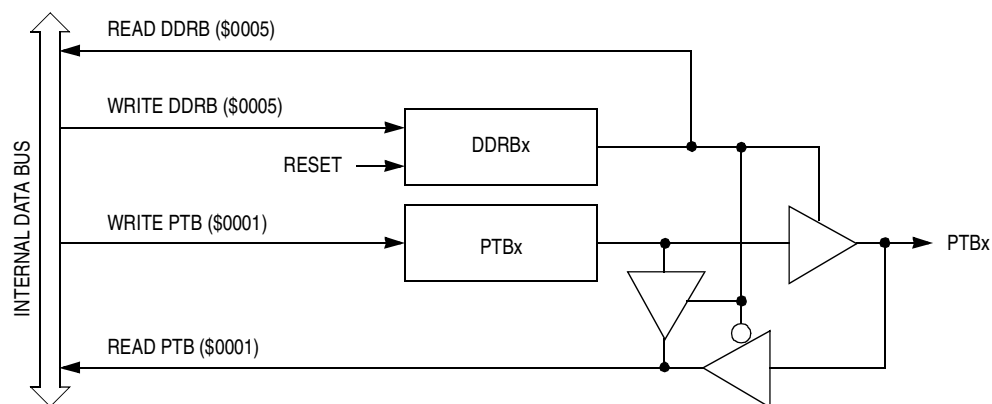 READ DDRB ($0005)
WRITE DDRB ($0005)
DDRBx
RESET
INTERNAL DATA BUS
WRITE PTB ($0001)
PTBx
PTBx
READ PTB ($0001)